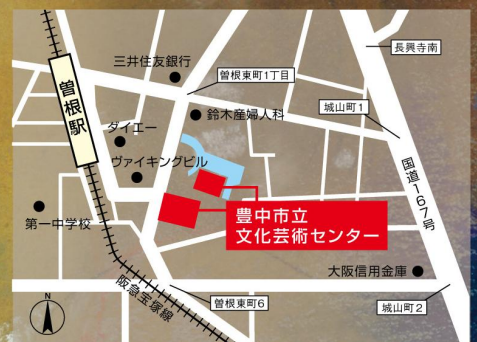 長興寺南
三井住友銀行
曽根東町1丁目
曽根駅
鈴木産婦人科
城山町1
ダイエー
ヴァイキングビル
国道167号
第一中学校
豊中市立
文化芸術センター
大阪信用金庫
阪急宝塚線
曽根東町6
城山町2
N